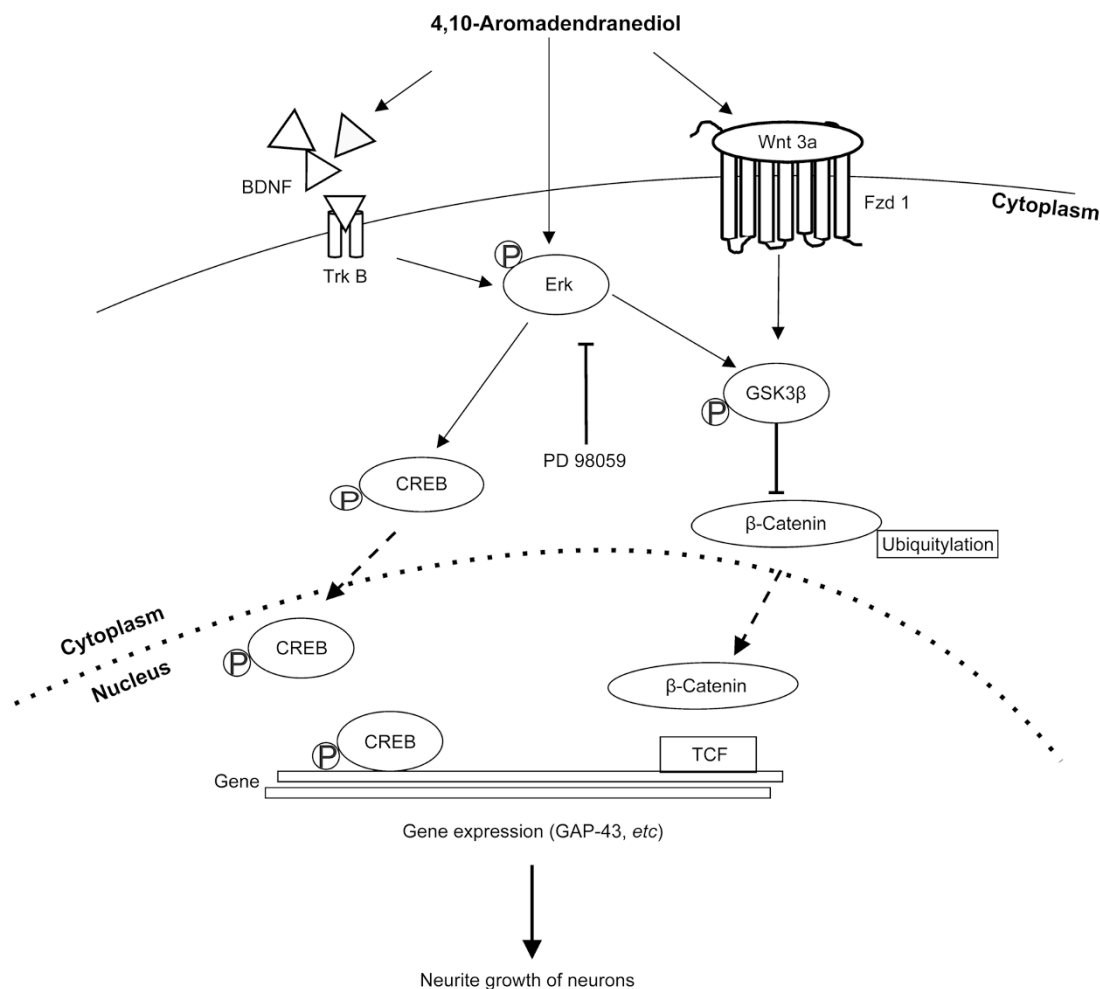 4,10-Aromadendranediol
Wnt 3a
BDNF
Fzd 1
Cytoplasm
Trk B
P
Erk
GSK3β
P
PD 98059
CREB
P
β-Catenin
Ubiquitylation
Cytoplasm
Nucleus
CREB
P
β-Catenin
CREB
P
TCF
Gene
Gene expression (GAP-43, etc)
Neurite growth of neurons